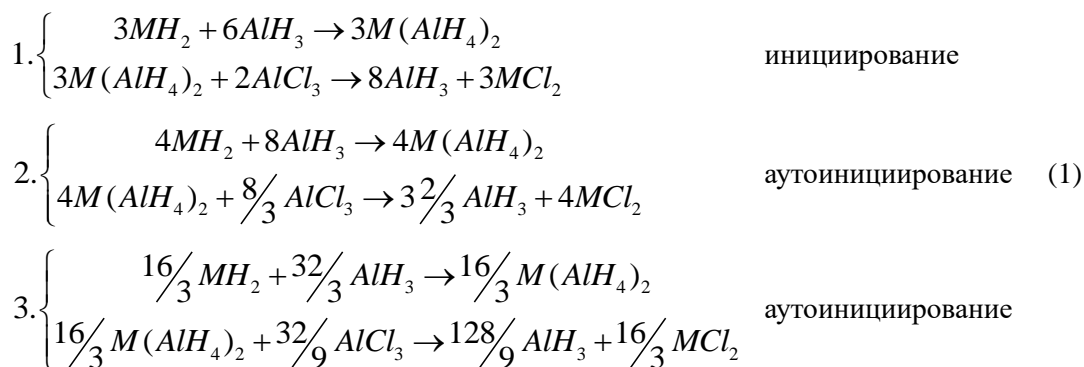 1. { 3MH₂ + 6AlH₃ → 3M(AlH₄)₂
3M(AlH₄)₂ + 2AlCl₃ → 8AlH₃ + 3MCl₂ инициирование
2. { 4MH₂ + 8AlH₃ → 4M(AlH₄)₂
4M(AlH₄)₂ + 8/3 AlCl₃ → 3 2/3 AlH₃ + 4MCl₂ аутоинициирование (1)
3. { 16/3 MH₂ + 32/3 AlH₃ → 16/3 M(AlH₄)₂
16/3 M(AlH₄)₂ + 32/9 AlCl₃ → 128/9 AlH₃ + 16/3 MCl₂ аутоинициирование